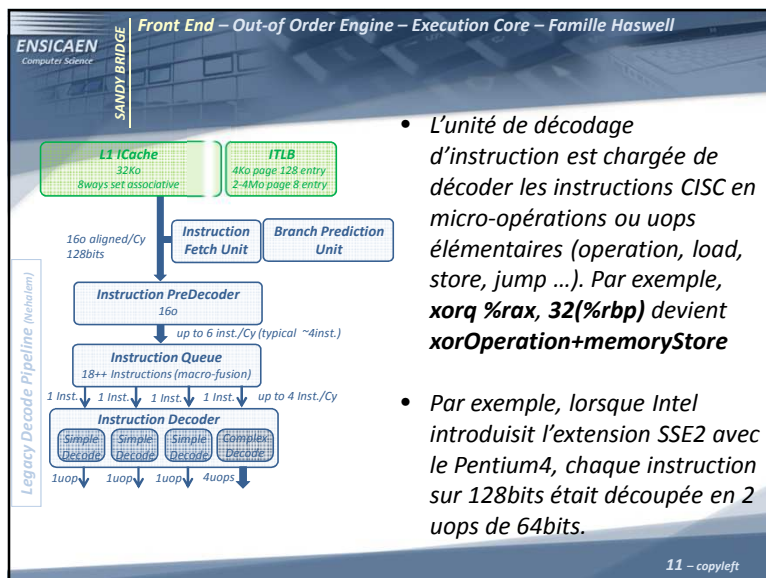 Front End – Out-of Order Engine – Execution Core – Famille Haswell
ENSICAEN
Computer Science
SANDY BRIDGE
L1 ICache
32Ko
8ways set associative
ITLB
4Ko page 128 entry
2-4Mo page 8 entry
16o aligned/Cy
128bits
Instruction
Fetch Unit
Branch Prediction
Unit
Instruction PreDecoder
16o
up to 6 inst./Cy (typical ~4inst.)
Instruction Queue
18++ Instructions (macro-fusion)
1 Inst.
1 Inst.
1 Inst.
1 Inst.
up to 4 Inst./Cy
Instruction Decoder
Simple
Decode
Simple
Decode
Simple
Decode
Complex
Decode
1uop
1uop
1uop
4uops
Legacy Decode Pipeline (Nehalem)
• L'unité de décodage
d'instruction est chargée de
décoder les instructions CISC en
micro-opérations ou uops
élémentaires (operation, load,
store, jump ...). Par exemple,
xorq %rax, 32(%rbp) devient
xorOperation+memoryStore
• Par exemple, lorsque Intel
introduisit l'extension SSE2 avec
le Pentium4, chaque instruction
sur 128bits était découpée en 2
uops de 64bits.
11 – copyleft